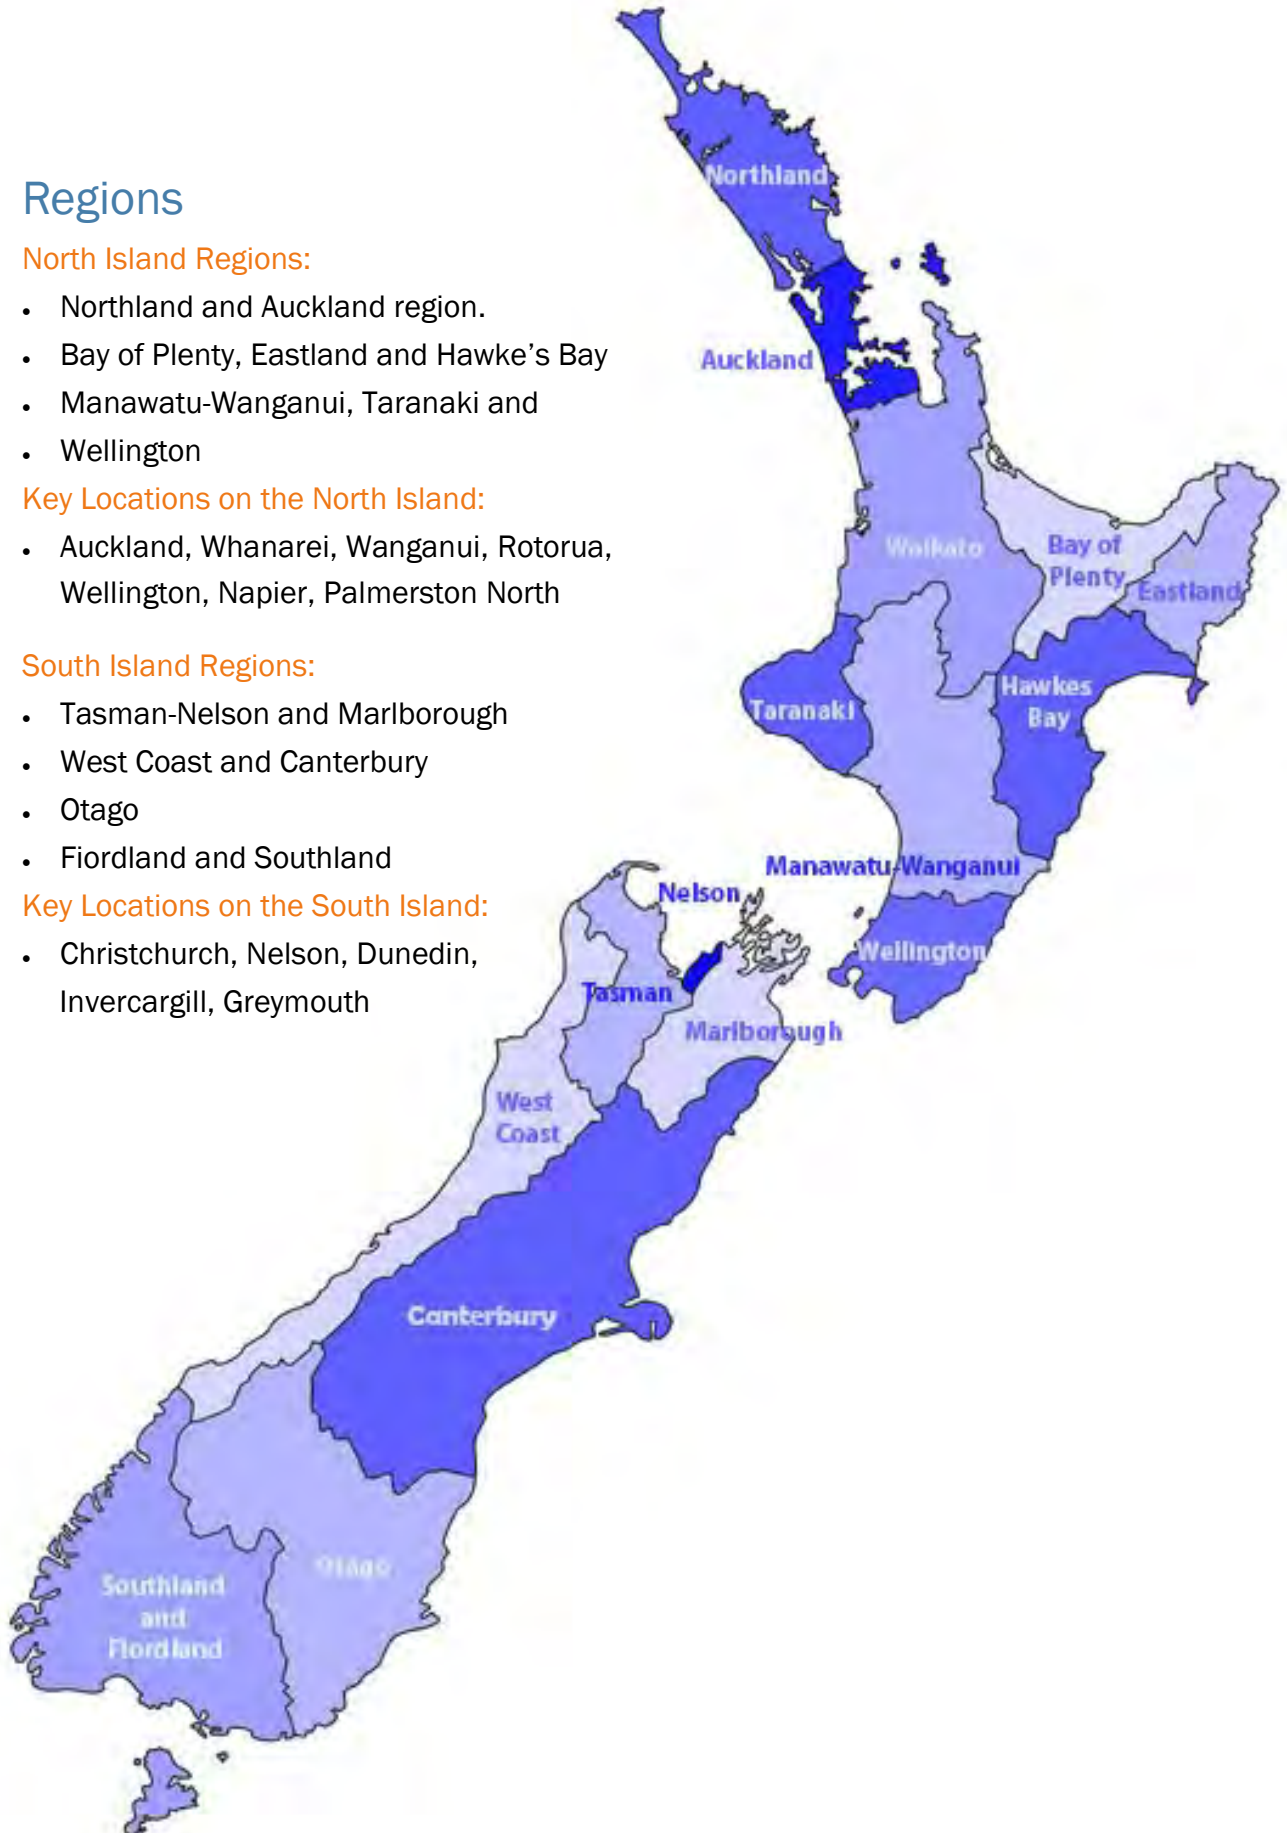 Regions
North Island Regions:
• Northland and Auckland region.
• Bay of Plenty, Eastland and Hawke's Bay
• Manawatu-Wanganui, Taranaki and
• Wellington
Key Locations on the North Island:
• Auckland, Whanarei, Wanganui, Rotorua,
Wellington, Napier, Palmerston North
South Island Regions:
• Tasman-Nelson and Marlborough
• West Coast and Canterbury
• Otago
• Fiordland and Southland
Key Locations on the South Island:
• Christchurch, Nelson, Dunedin,
Invercargill, Greymouth
Northland
Auckland
Waikato
Bay of
Plenty
Eastland
Hawkes
Bay
Taranaki
Manawatu-Wanganui
Nelson
Wellington
Tasman
Marlborough
West
Coast
Canterbury
Otago
Southland
and
Fiordland